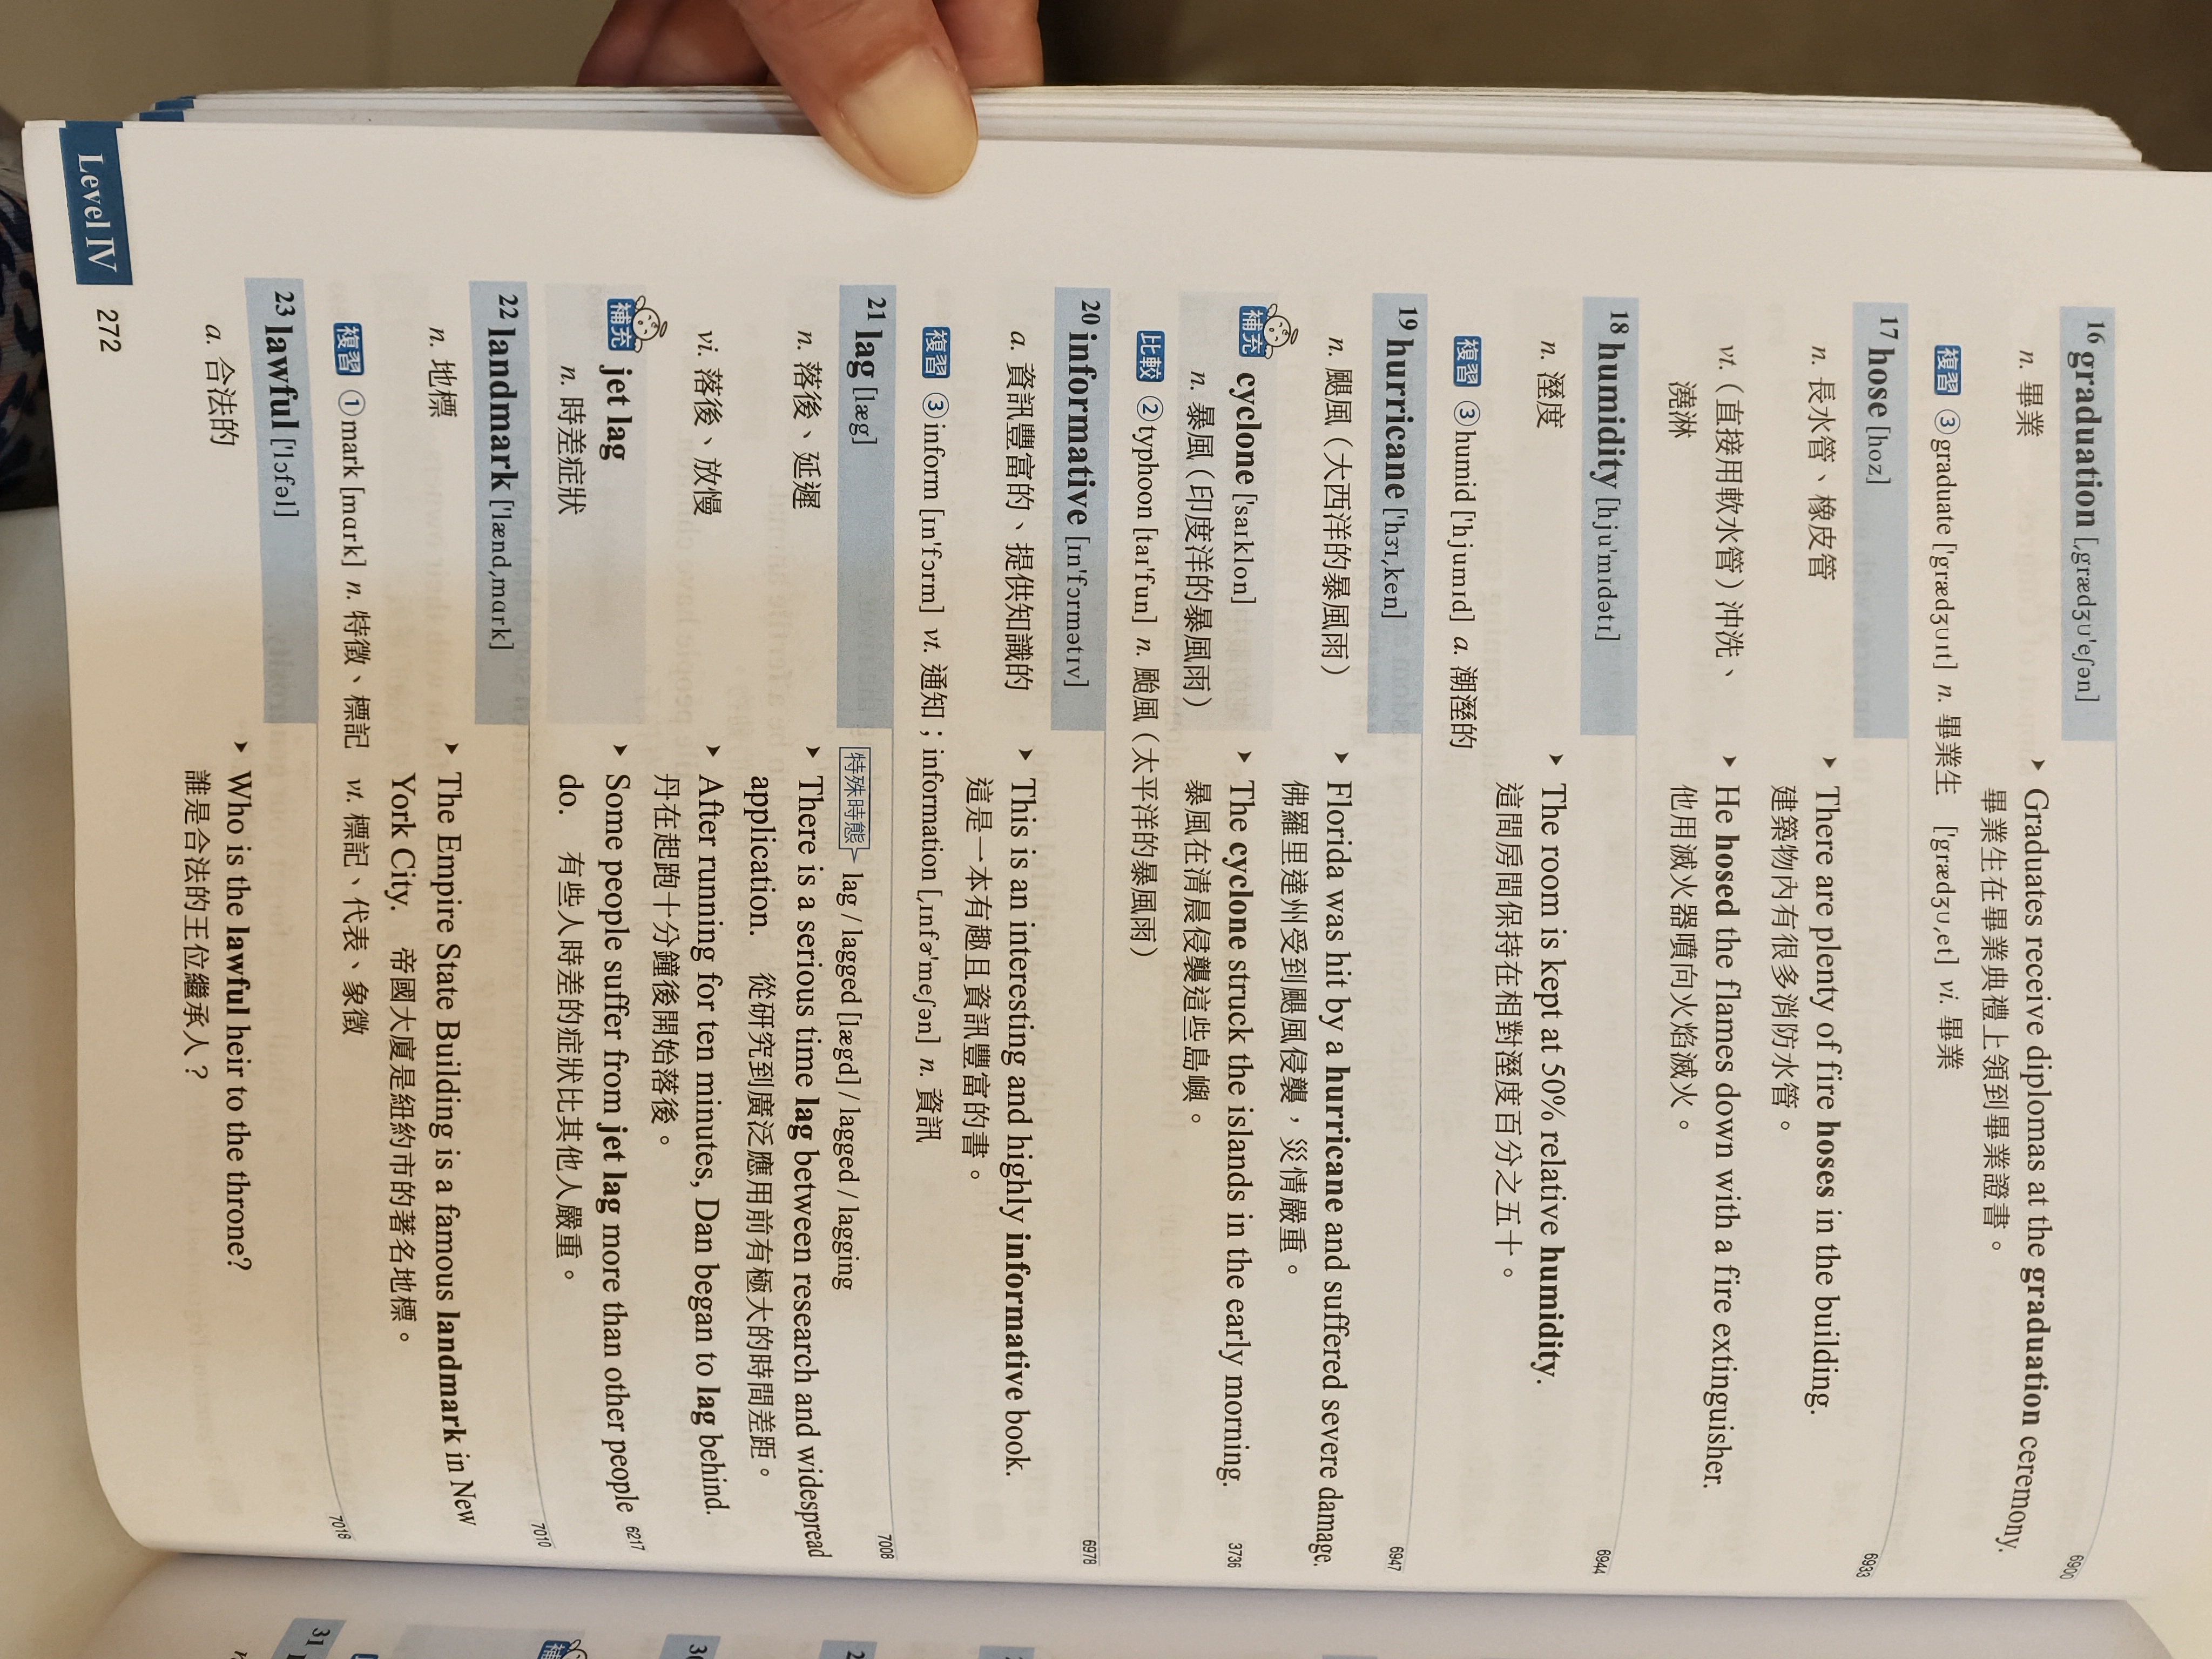 16 graduation [ˌgrædʒʊˈeʃən]
6900
n. 畢業
➤ Graduates receive diplomas at the graduation ceremony.
畢業生在畢業典禮上領到畢業證書。
複習 ③ graduate [ˈgrædʒʊɪt] n. 畢業生 [ˈgrædʒʊˌet] vi. 畢業
17 hose [hoz]
6933
n. 長水管、橡皮管
➤ There are plenty of fire hoses in the building.
建築物內有很多消防水管。
vt.（直接用軟水管）沖洗、
澆淋
➤ He hosed the flames down with a fire extinguisher.
他用滅火器噴向火焰滅火。
18 humidity [hjuˈmɪdətɪ]
6944
n. 溼度
➤ The room is kept at 50% relative humidity.
這間房間保持在相對溼度百分之五十。
複習 ③ humid [ˈhjumɪd] a. 潮溼的
19 hurricane [ˈhɝɪˌken]
6947
n. 颶風（大西洋的暴風雨）
➤ Florida was hit by a hurricane and suffered severe damage.
佛羅里達州受到颶風侵襲，災情嚴重。
補充 cyclone [ˈsaɪklon]
n. 暴風（印度洋的暴風雨）
➤ The cyclone struck the islands in the early morning.
3736
暴風在清晨侵襲這些島嶼。
比較 ② typhoon [taɪˈfun] n. 颱風（太平洋的暴風雨）
20 informative [ɪnˈfɔrmətɪv]
6978
a. 資訊豐富的、提供知識的
➤ This is an interesting and highly informative book.
這是一本有趣且資訊豐富的書。
複習 ③ inform [ɪnˈfɔrm] vt. 通知；information [ˌɪnfɚˈmeʃən] n. 資訊
21 lag [læg]
7008
特殊時態 lag / lagged [lægd] / lagged / lagging
n. 落後、延遲
➤ There is a serious time lag between research and widespread
application. 從研究到廣泛應用前有極大的時間差距。
vi. 落後、放慢
➤ After running for ten minutes, Dan began to lag behind.
丹在起跑十分鐘後開始落後。
補充 jet lag
n. 時差症狀
➤ Some people suffer from jet lag more than other people
6217
do. 有些人時差的症狀比其他人嚴重。
22 landmark [ˈlændˌmɑrk]
7010
n. 地標
➤ The Empire State Building is a famous landmark in New
York City. 帝國大廈是紐約市的著名地標。
複習 ① mark [mɑrk] n. 特徵、標記 vt. 標記、代表、象徵
23 lawful [ˈlɔfəl]
7018
a. 合法的
➤ Who is the lawful heir to the throne?
誰是合法的王位繼承人？
Level IV 272
31
補充